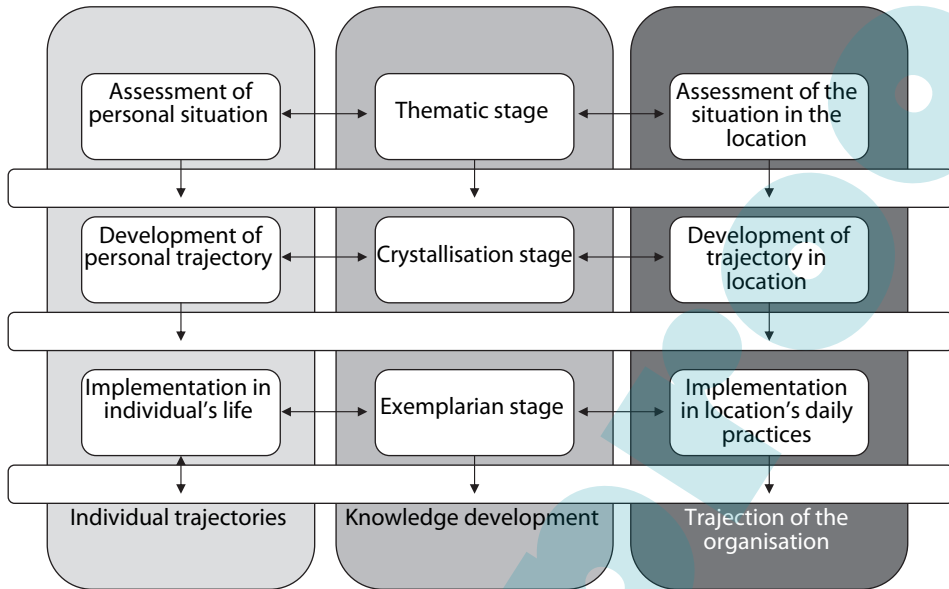 Assessment of
personal situation
Thematic stage
Assessment of the
situation in the
location
Development of
personal trajectory
Crystallisation stage
Development of
trajectory in
location
Implementation in
individual’s life
Exemplarian stage
Implementation
in location’s daily
practices
Individual trajectories
Knowledge development
Trajection of the
organisation